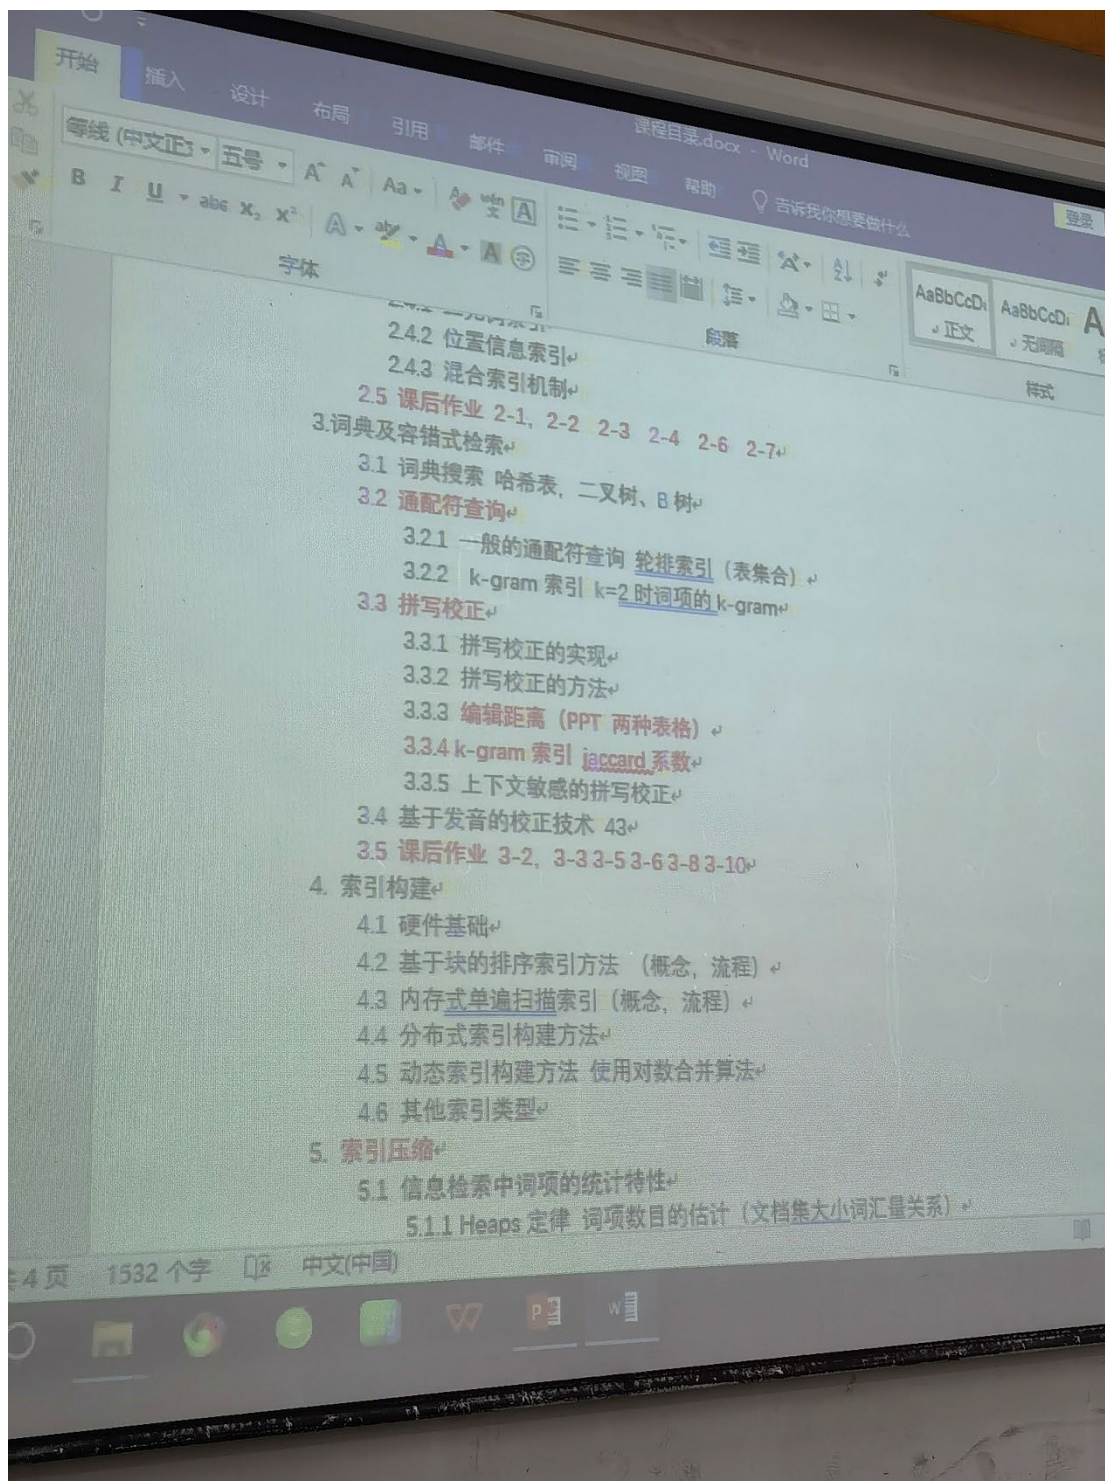 开始 插入 设计 布局 引用 邮件 审阅 视图 帮助 告诉我你想要做什么
课程目录.docx - Word
登录
等线 (中文正 五号 A A Aa wén 文 A
B I U abc X₂ X² A aby A A 字
字体
段落
AaBbCcD AaBbCcD A
正文 无间隔
样式
2.4.2 位置信息索引
2.4.3 混合索引机制
2.5 课后作业 2-1，2-2 2-3 2-4 2-6 2-7
3.词典及容错式检索
3.1 词典搜索 哈希表，二叉树、B 树
3.2 通配符查询
3.2.1 一般的通配符查询 轮排索引（表集合）
3.2.2 k-gram 索引 k=2 时词项的 k-gram
3.3 拼写校正
3.3.1 拼写校正的实现
3.3.2 拼写校正的方法
3.3.3 编辑距离（PPT 两种表格）
3.3.4 k-gram 索引 jaccard 系数
3.3.5 上下文敏感的拼写校正
3.4 基于发音的校正技术 43
3.5 课后作业 3-2，3-3 3-5 3-6 3-8 3-10
4. 索引构建
4.1 硬件基础
4.2 基于块的排序索引方法 （概念，流程）
4.3 内存式单遍扫描索引（概念，流程）
4.4 分布式索引构建方法
4.5 动态索引构建方法 使用对数合并算法
4.6 其他索引类型
5. 索引压缩
5.1 信息检索中词项的统计特性
5.1.1 Heaps 定律 词项数目的估计（文档集大小词汇量关系）
4 页 1532 个字 中文(中国)